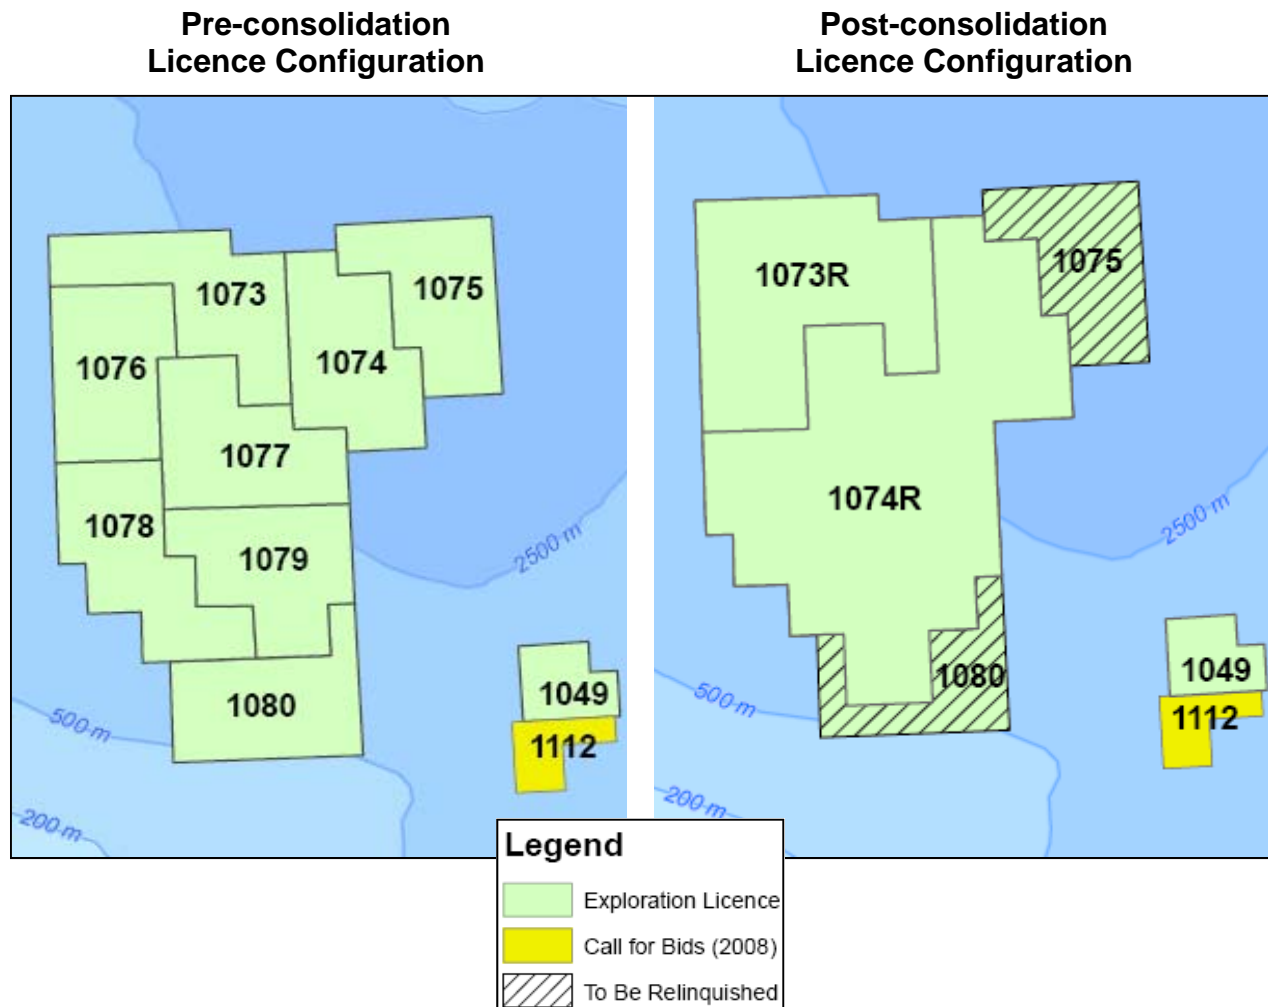 Pre-consolidation
Licence Configuration
Post-consolidation
Licence Configuration
1073
1075
1074
1076
1077
1078
1079
1080
1049
1112
2500 m
500 m
200 m
1073R
1075
1074R
1080
1049
1112
2500 m
500 m
200 m
Legend
Exploration Licence
Call for Bids (2008)
To Be Relinquished